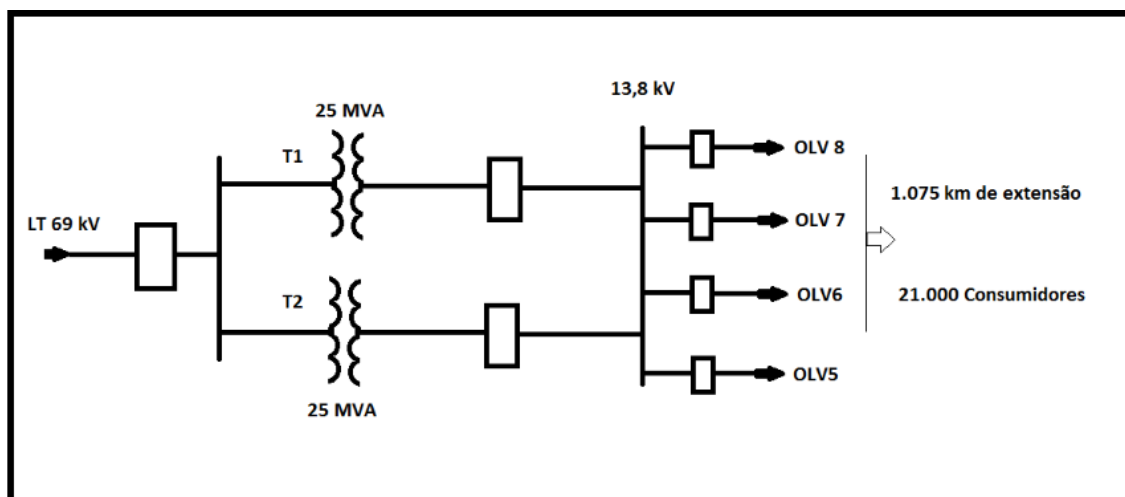 LT 69 kV
T1
25 MVA
T2
25 MVA
13,8 kV
OLV 8
OLV 7
OLV6
OLV5
1.075 km de extensão
21.000 Consumidores